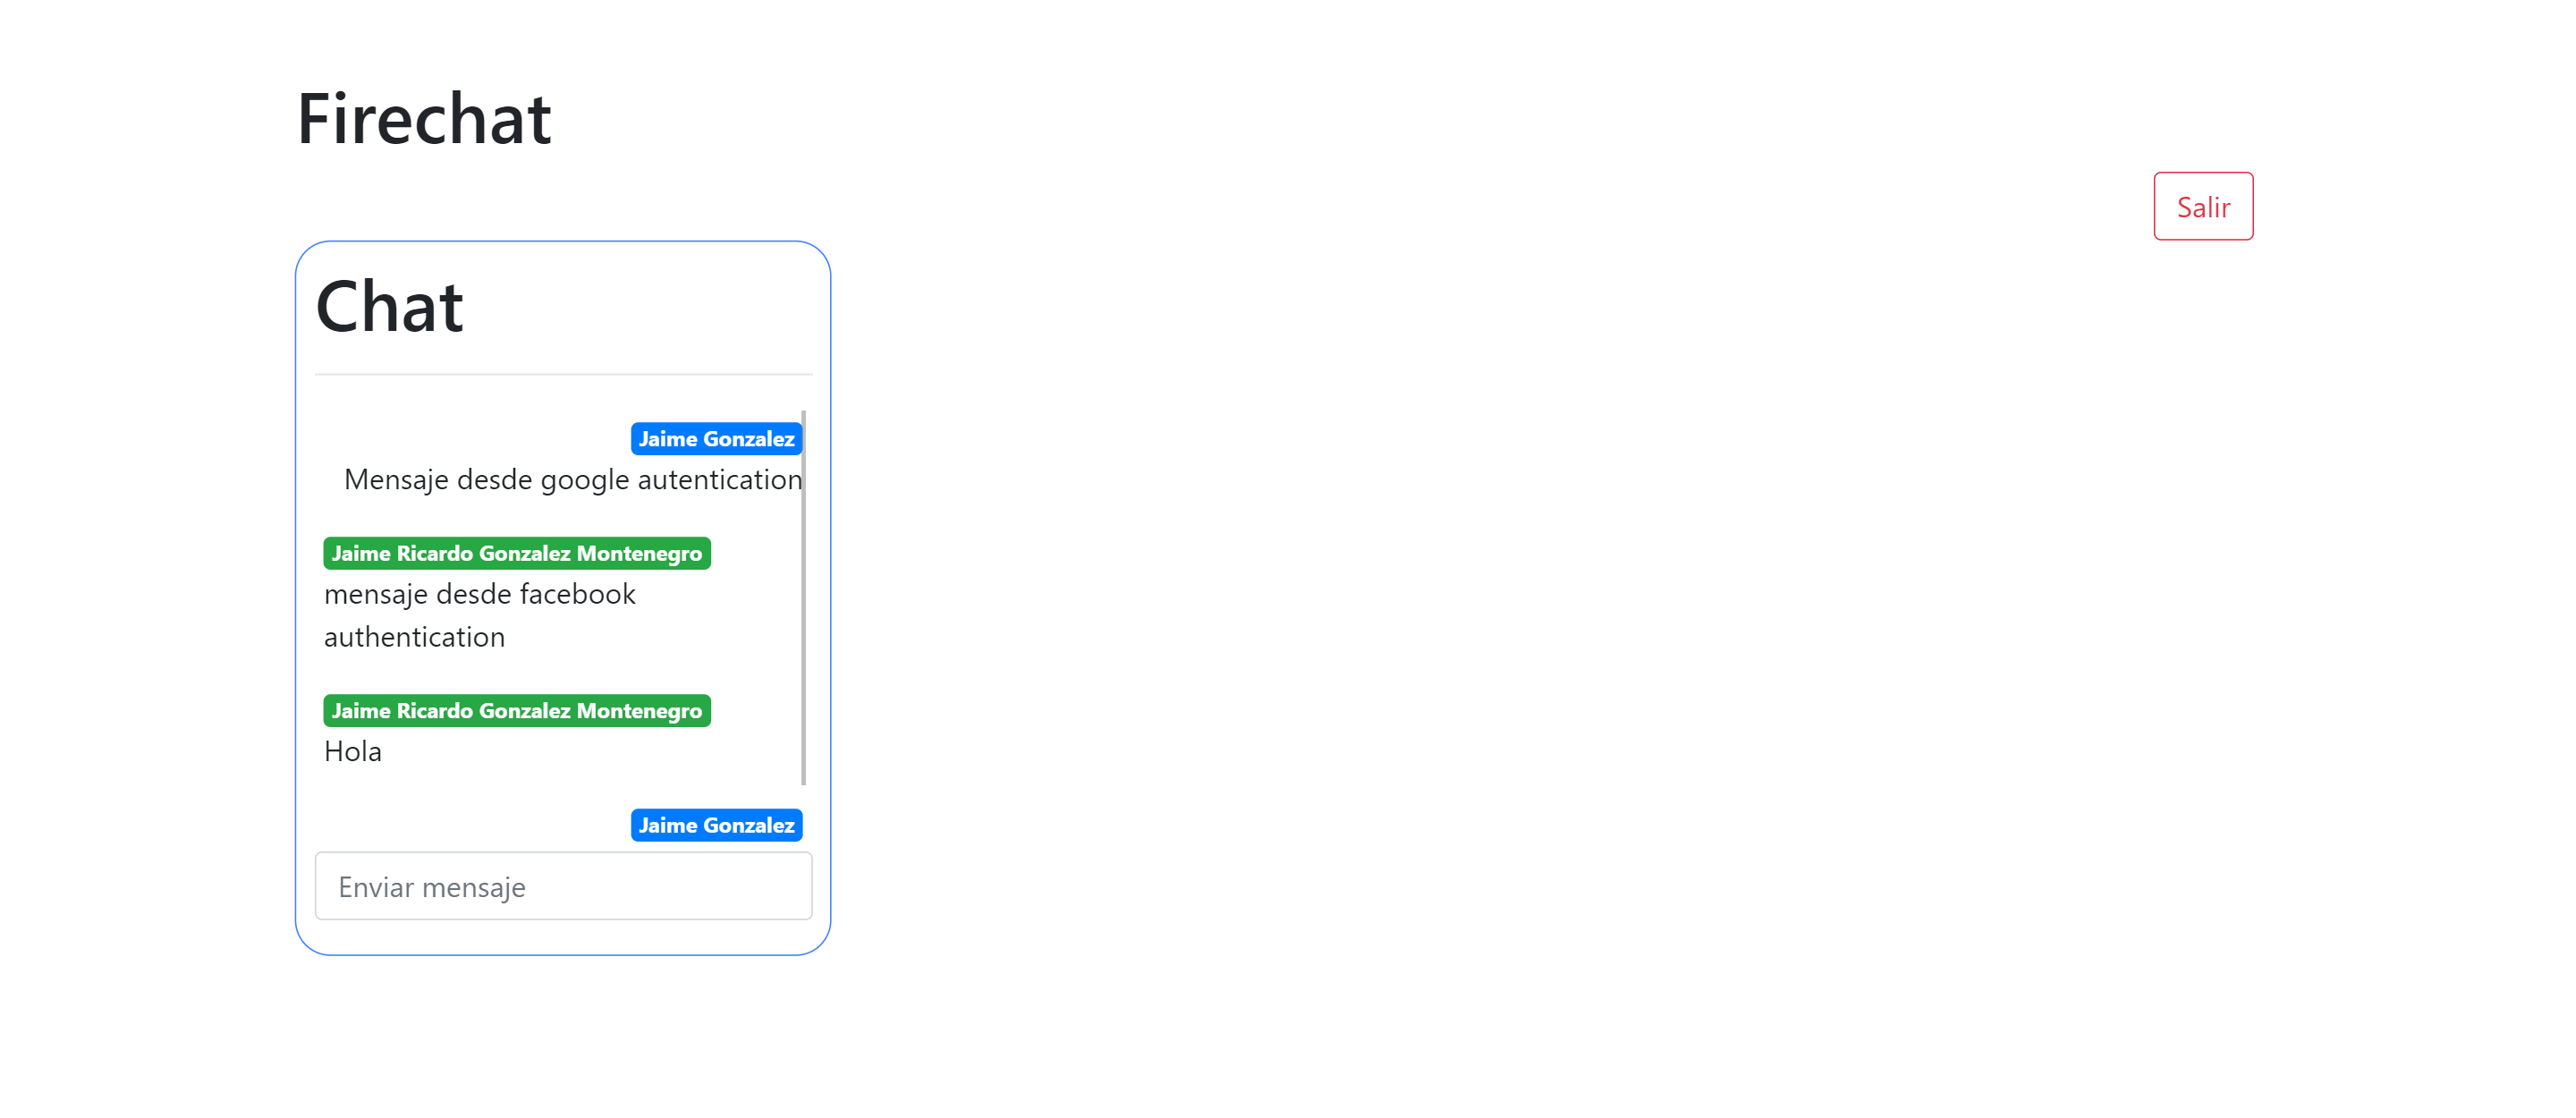 Firechat
Salir
Chat
Jaime Gonzalez
Mensaje desde google autentication
Jaime Ricardo Gonzalez Montenegro
mensaje desde facebook
authentication
Jaime Ricardo Gonzalez Montenegro
Hola
Jaime Gonzalez
Enviar mensaje